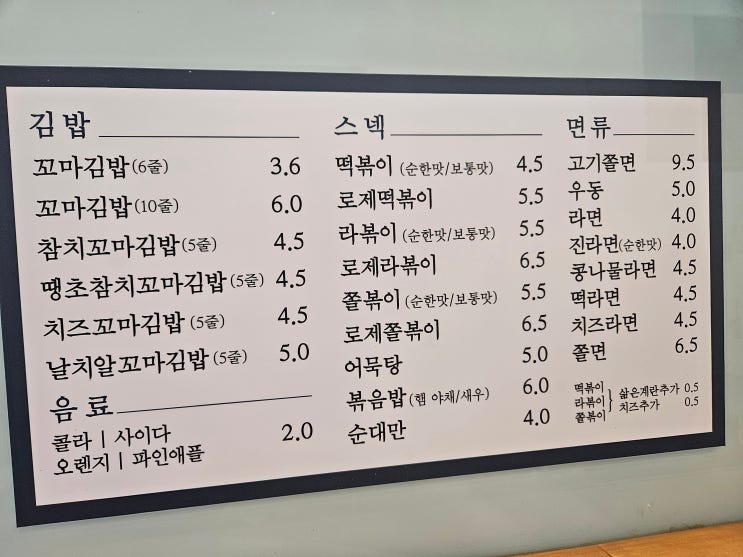 김밥
꼬마김밥(6줄) 3.6
꼬마김밥(10줄) 6.0
참치꼬마김밥(5줄) 4.5
땡초참치꼬마김밥(5줄) 4.5
치즈꼬마김밥(5줄) 4.5
날치알꼬마김밥(5줄) 5.0
음료
콜라 | 사이다 2.0
오렌지 | 파인애플
스넥
떡볶이(순한맛/보통맛) 4.5
로제떡볶이 5.5
라볶이(순한맛/보통맛) 5.5
로제라볶이 6.5
쫄볶이(순한맛/보통맛) 5.5
로제쫄볶이 6.5
어묵탕 5.0
볶음밥(햄 야채/새우) 6.0
순대만 4.0
면류
고기쫄면 9.5
우동 5.0
라면 4.0
진라면(순한맛) 4.0
콩나물라면 4.5
떡라면 4.5
치즈라면 4.5
쫄면 6.5
떡볶이
라볶이
쫄볶이
삶은계란추가 0.5
치즈추가 0.5